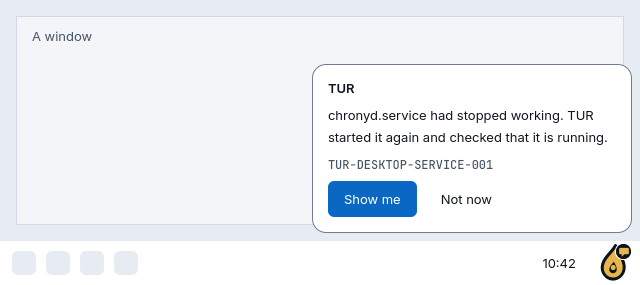 A window
TUR
chronyd.service had stopped working. TUR
started it again and checked that it is running.
TUR-DESKTOP-SERVICE-001
Show me
Not now
10:42